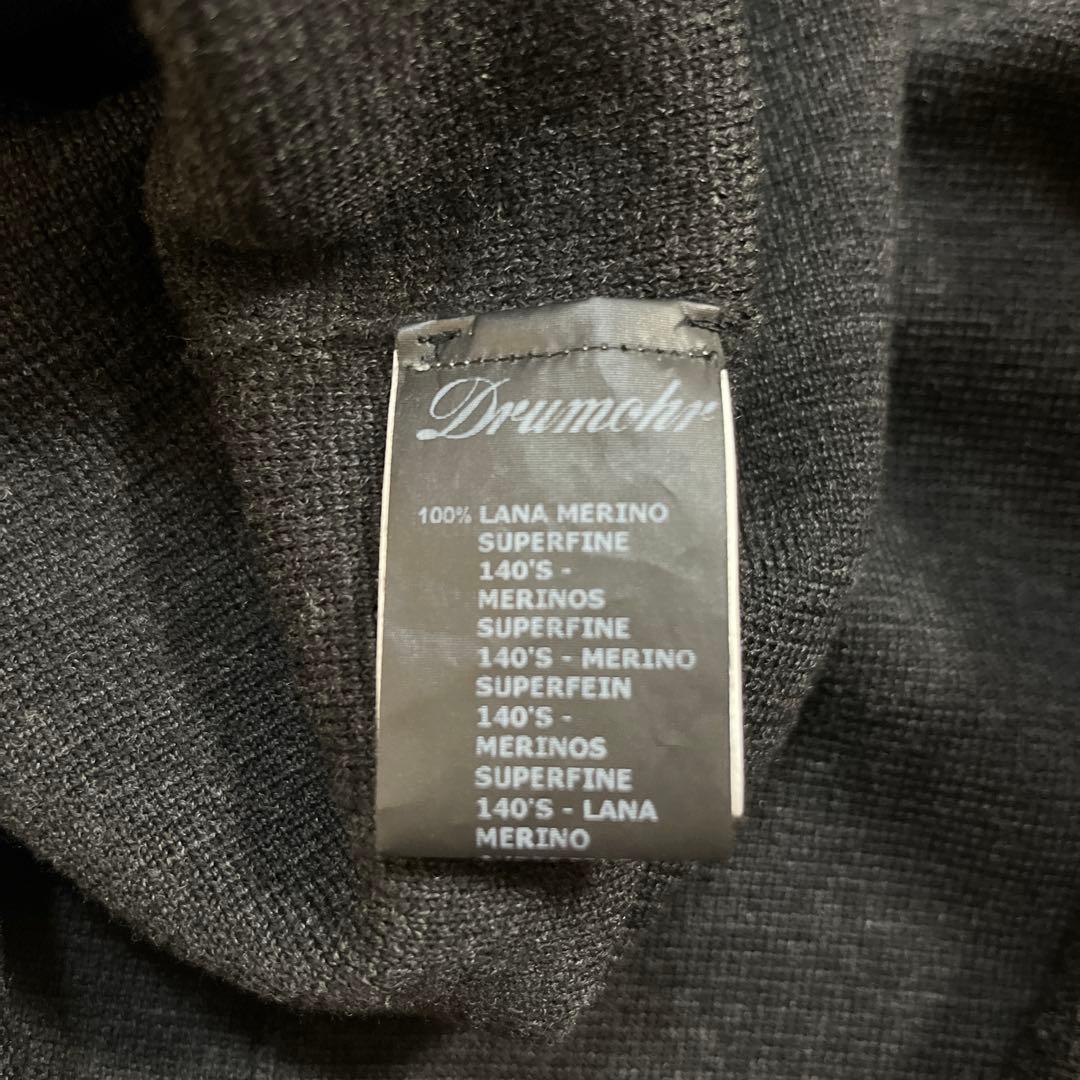 Drumohr
100% LANA MERINO
SUPERFINE
140'S -
MERINOS
SUPERFINE
140'S - MERINO
SUPERFEIN
140'S -
MERINOS
SUPERFINE
140'S - LANA
MERINO